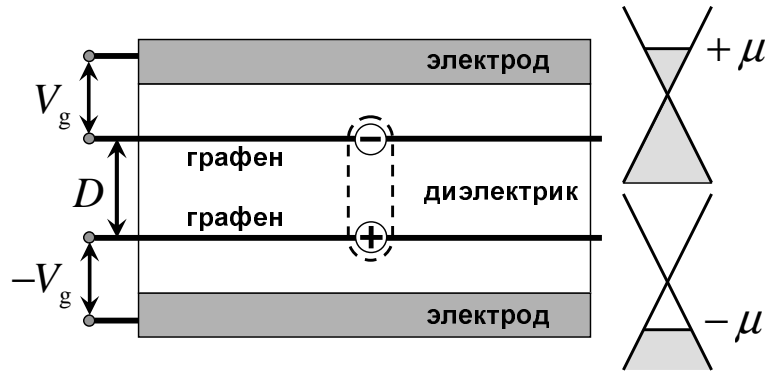 электрод
+μ
V_g
−
графен
D
диэлектрик
графен
+
−V_g
электрод
−μ